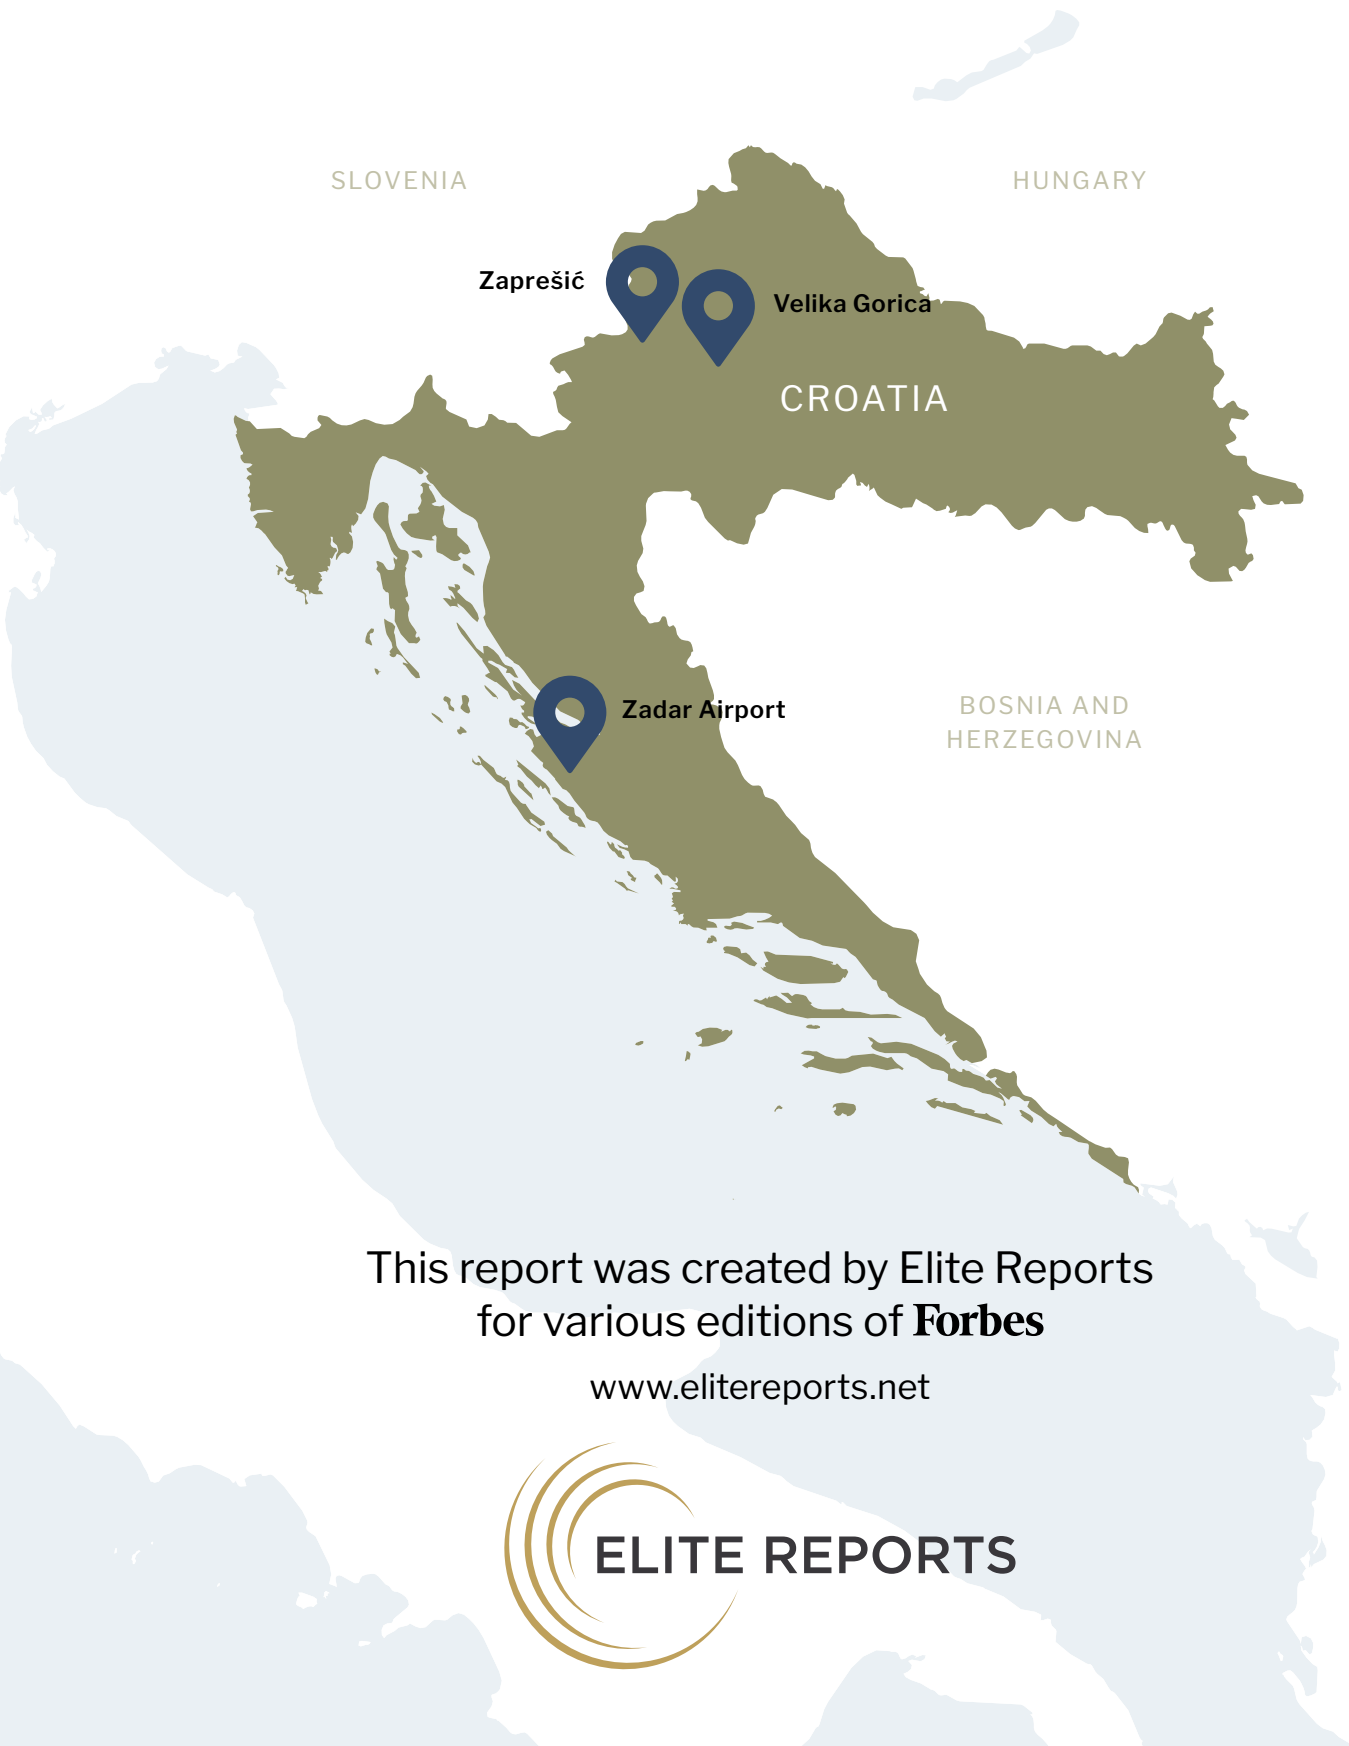 SLOVENIA
HUNGARY
Zaprešić
Velika Gorica
CROATIA
Zadar Airport
BOSNIA AND
HERZEGOVINA
This report was created by Elite Reports
for various editions of Forbes
www.elitereports.net
ELITE REPORTS